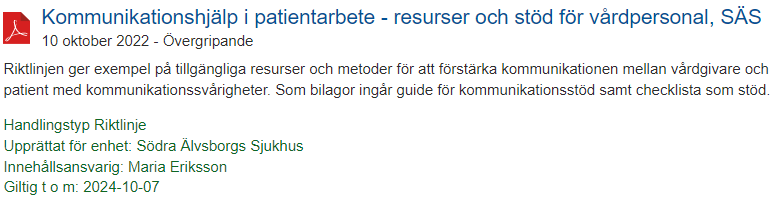 Kommunikationshjälp i patientarbete - resurser och stöd för vårdpersonal, SÄS
10 oktober 2022 - Övergripande
Riktlinjen ger exempel på tillgängliga resurser och metoder för att förstärka kommunikationen mellan vårdgivare och
patient med kommunikationssvårigheter. Som bilagor ingår guide för kommunikationsstöd samt checklista som stöd.
Handlingstyp Riktlinje
Upprättat för enhet: Södra Älvsborgs Sjukhus
Innehållsansvarig: Maria Eriksson
Giltig t o m: 2024-10-07